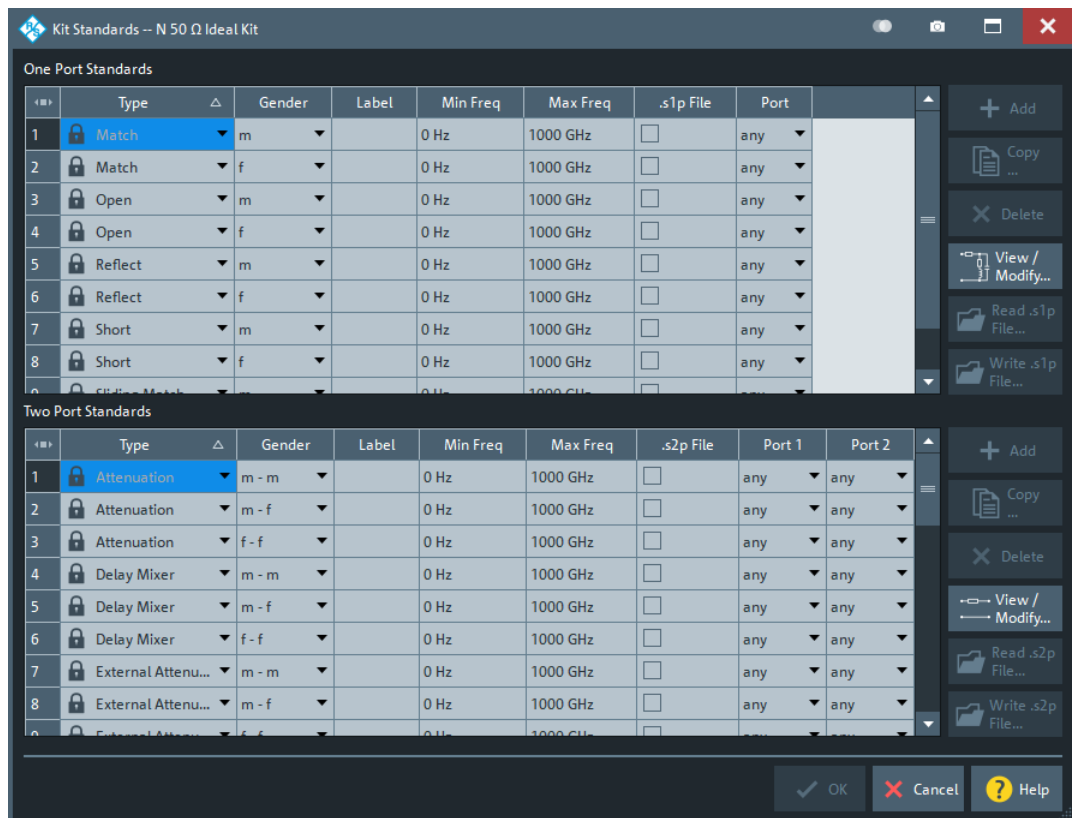 Kit Standards -- N 50 Ω Ideal Kit
One Port Standards
Type Gender Label Min Freq Max Freq .s1p File Port
1 Match m 0 Hz 1000 GHz any
2 Match f 0 Hz 1000 GHz any
3 Open m 0 Hz 1000 GHz any
4 Open f 0 Hz 1000 GHz any
5 Reflect m 0 Hz 1000 GHz any
6 Reflect f 0 Hz 1000 GHz any
7 Short m 0 Hz 1000 GHz any
8 Short f 0 Hz 1000 GHz any
Add
Copy
...
Delete
View /
Modify...
Read .s1p
File...
Write .s1p
File...
Two Port Standards
Type Gender Label Min Freq Max Freq .s2p File Port 1 Port 2
1 Attenuation m - m 0 Hz 1000 GHz any any
2 Attenuation m - f 0 Hz 1000 GHz any any
3 Attenuation f - f 0 Hz 1000 GHz any any
4 Delay Mixer m - m 0 Hz 1000 GHz any any
5 Delay Mixer m - f 0 Hz 1000 GHz any any
6 Delay Mixer f - f 0 Hz 1000 GHz any any
7 External Attenu... m - m 0 Hz 1000 GHz any any
8 External Attenu... m - f 0 Hz 1000 GHz any any
Add
Copy
...
Delete
View /
Modify...
Read .s2p
File...
Write .s2p
File...
OK Cancel ? Help